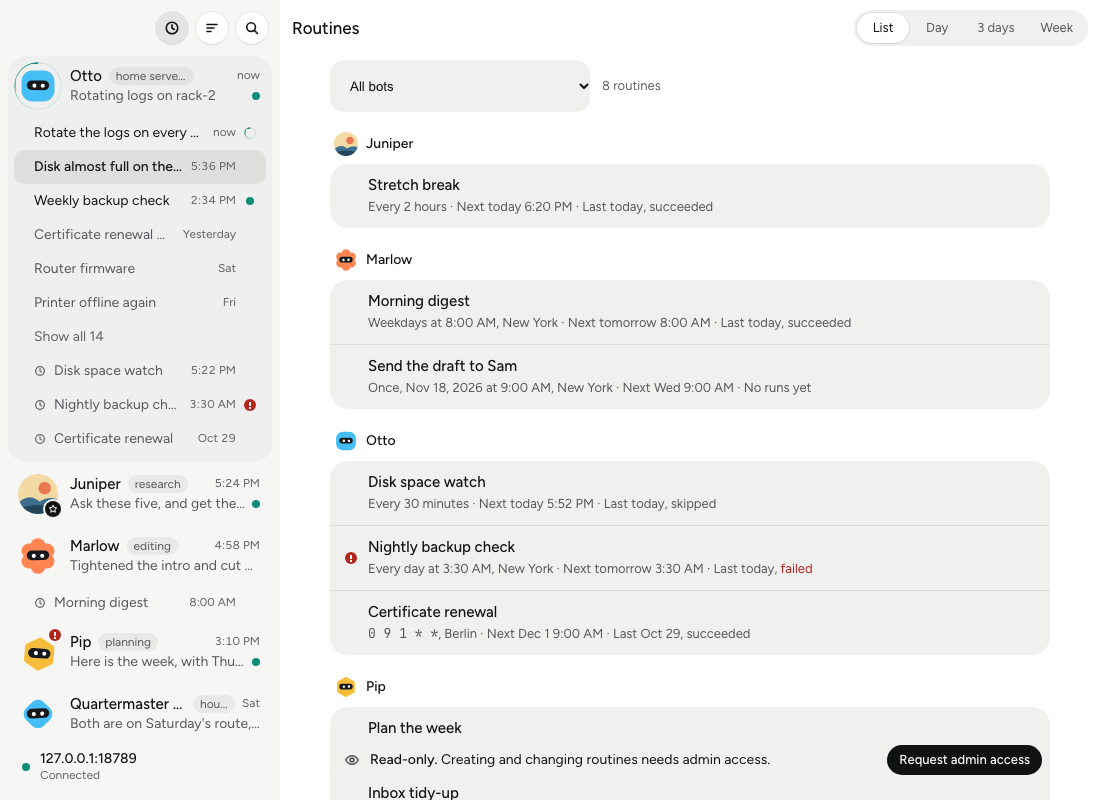 Otto home serve... now
Rotating logs on rack-2
Rotate the logs on every ... now
Disk almost full on the... 5:36 PM
Weekly backup check 2:34 PM
Certificate renewal ... Yesterday
Router firmware Sat
Printer offline again Fri
Show all 14
Disk space watch 5:22 PM
Nightly backup ch... 3:30 AM
Certificate renewal Oct 29
Juniper research 5:24 PM
Ask these five, and get the...
Marlow editing 4:58 PM
Tightened the intro and cut ...
Morning digest 8:00 AM
Pip planning 3:10 PM
Here is the week, with Thu...
Quartermaster ... hou... Sat
Both are on Saturday's route,...
127.0.0.1:18789
Connected
Routines
List Day 3 days Week
All bots 8 routines
Juniper
Stretch break
Every 2 hours · Next today 6:20 PM · Last today, succeeded
Marlow
Morning digest
Weekdays at 8:00 AM, New York · Next tomorrow 8:00 AM · Last today, succeeded
Send the draft to Sam
Once, Nov 18, 2026 at 9:00 AM, New York · Next Wed 9:00 AM · No runs yet
Otto
Disk space watch
Every 30 minutes · Next today 5:52 PM · Last today, skipped
Nightly backup check
Every day at 3:30 AM, New York · Next tomorrow 3:30 AM · Last today, failed
Certificate renewal
0 9 1 * *, Berlin · Next Dec 1 9:00 AM · Last Oct 29, succeeded
Pip
Plan the week
Read-only. Creating and changing routines needs admin access. Request admin access
Inbox tidy-up